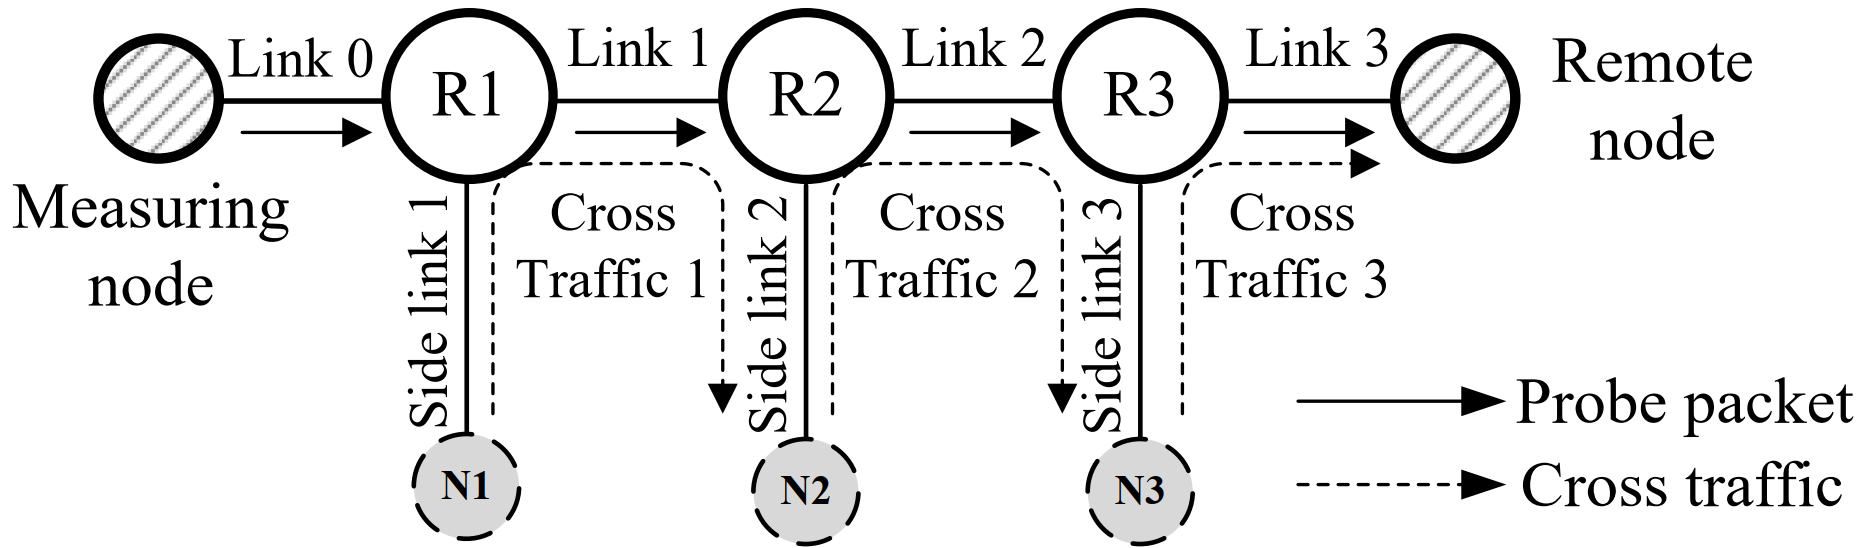 Link 0
Link 1
Link 2
Link 3
R1
R2
R3
Remote
node
Measuring
node
Side link 1
Cross
Traffic 1
Side link 2
Cross
Traffic 2
Side link 3
Cross
Traffic 3
N1
N2
N3
Probe packet
Cross traffic